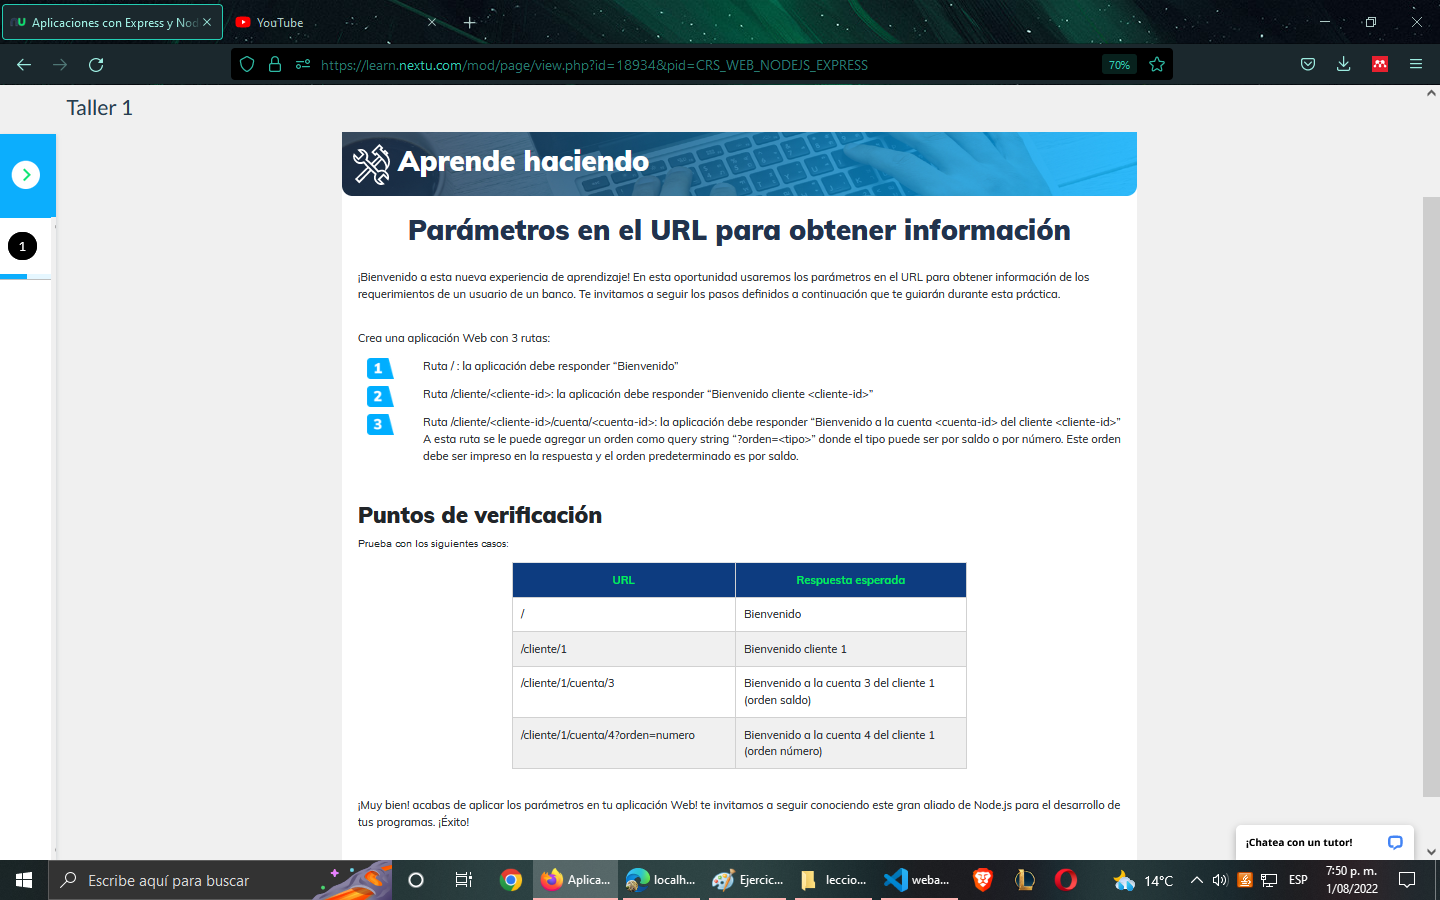 Aplicaciones con Express y Nod
YouTube
https://learn.nextu.com/mod/page/view.php?id=18934&pid=CRS_WEB_NODEJS_EXPRESS
70%
Taller 1
Aprende haciendo
1
Parámetros en el URL para obtener información
¡Bienvenido a esta nueva experiencia de aprendizaje! En esta oportunidad usaremos los parámetros en el URL para obtener información de los
requerimientos de un usuario de un banco. Te invitamos a seguir los pasos definidos a continuación que te guiarán durante esta práctica.
Crea una aplicación Web con 3 rutas:
1 Ruta / : la aplicación debe responder “Bienvenido”
2 Ruta /cliente/<cliente-id>: la aplicación debe responder “Bienvenido cliente <cliente-id>”
3 Ruta /cliente/<cliente-id>/cuenta/<cuenta-id>: la aplicación debe responder “Bienvenido a la cuenta <cuenta-id> del cliente <cliente-id>”
A esta ruta se le puede agregar un orden como query string “?orden=<tipo>” donde el tipo puede ser por saldo o por número. Este orden
debe ser impreso en la respuesta y el orden predeterminado es por saldo.
Puntos de verificación
Prueba con los siguientes casos:
URL Respuesta esperada
/ Bienvenido
/cliente/1 Bienvenido cliente 1
/cliente/1/cuenta/3 Bienvenido a la cuenta 3 del cliente 1
(orden saldo)
/cliente/1/cuenta/4?orden=numero Bienvenido a la cuenta 4 del cliente 1
(orden número)
¡Muy bien! acabas de aplicar los parámetros en tu aplicación Web! te invitamos a seguir conociendo este gran aliado de Node.js para el desarrollo de
tus programas. ¡Éxito!
¡Chatea con un tutor!
Escribe aquí para buscar
Aplica...
localh...
Ejercic...
leccio...
weba...
14°C
ESP
7:50 p. m.
1/08/2022